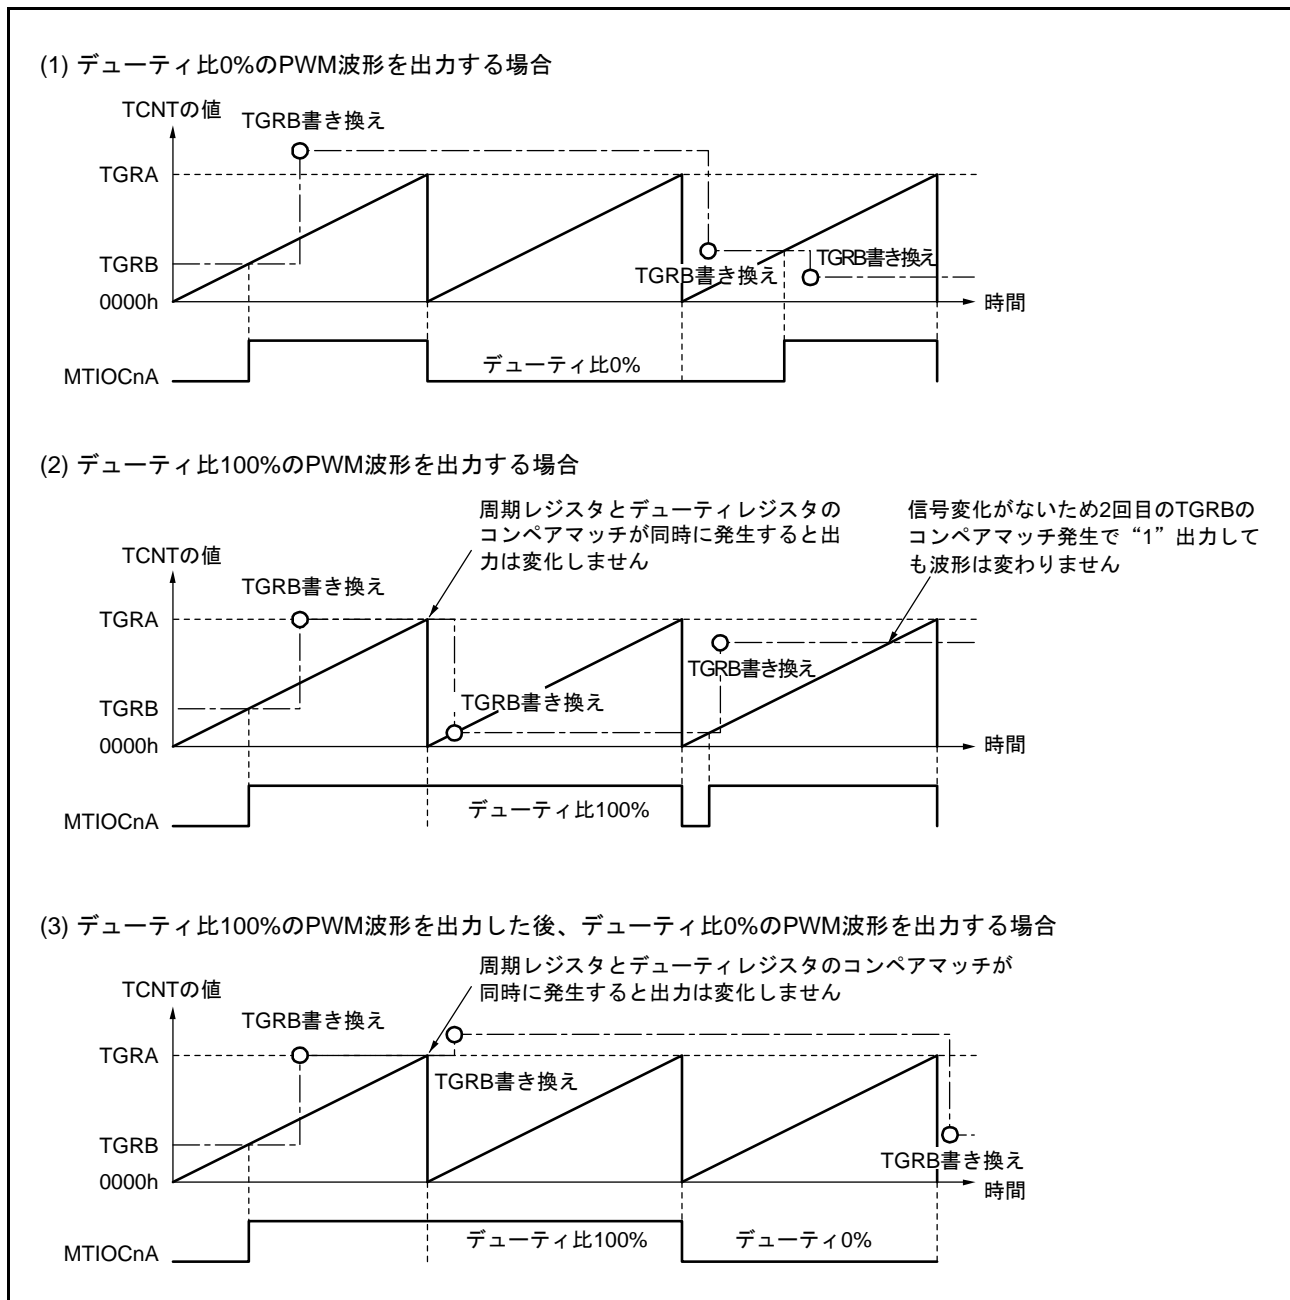 (1) デューティ比0%のPWM波形を出力する場合
TCNTの値
TGRB書き換え
TGRA
TGRB
TGRB書き換え
TGRB書き換え
0000h
時間
MTIOCnA
デューティ比0%
(2) デューティ比100%のPWM波形を出力する場合
周期レジスタとデューティレジスタの
コンペアマッチが同時に発生すると出
力は変化しません
信号変化がないため2回目のTGRBの
コンペアマッチ発生で“1”出力して
も波形は変わりません
TCNTの値
TGRB書き換え
TGRA
TGRB書き換え
TGRB書き換え
TGRB
0000h
時間
MTIOCnA
デューティ比100%
(3) デューティ比100%のPWM波形を出力した後、デューティ比0%のPWM波形を出力する場合
周期レジスタとデューティレジスタのコンペアマッチが
同時に発生すると出力は変化しません
TCNTの値
TGRB書き換え
TGRA
TGRB書き換え
TGRB
TGRB書き換え
0000h
時間
MTIOCnA
デューティ比100%
デューティ0%